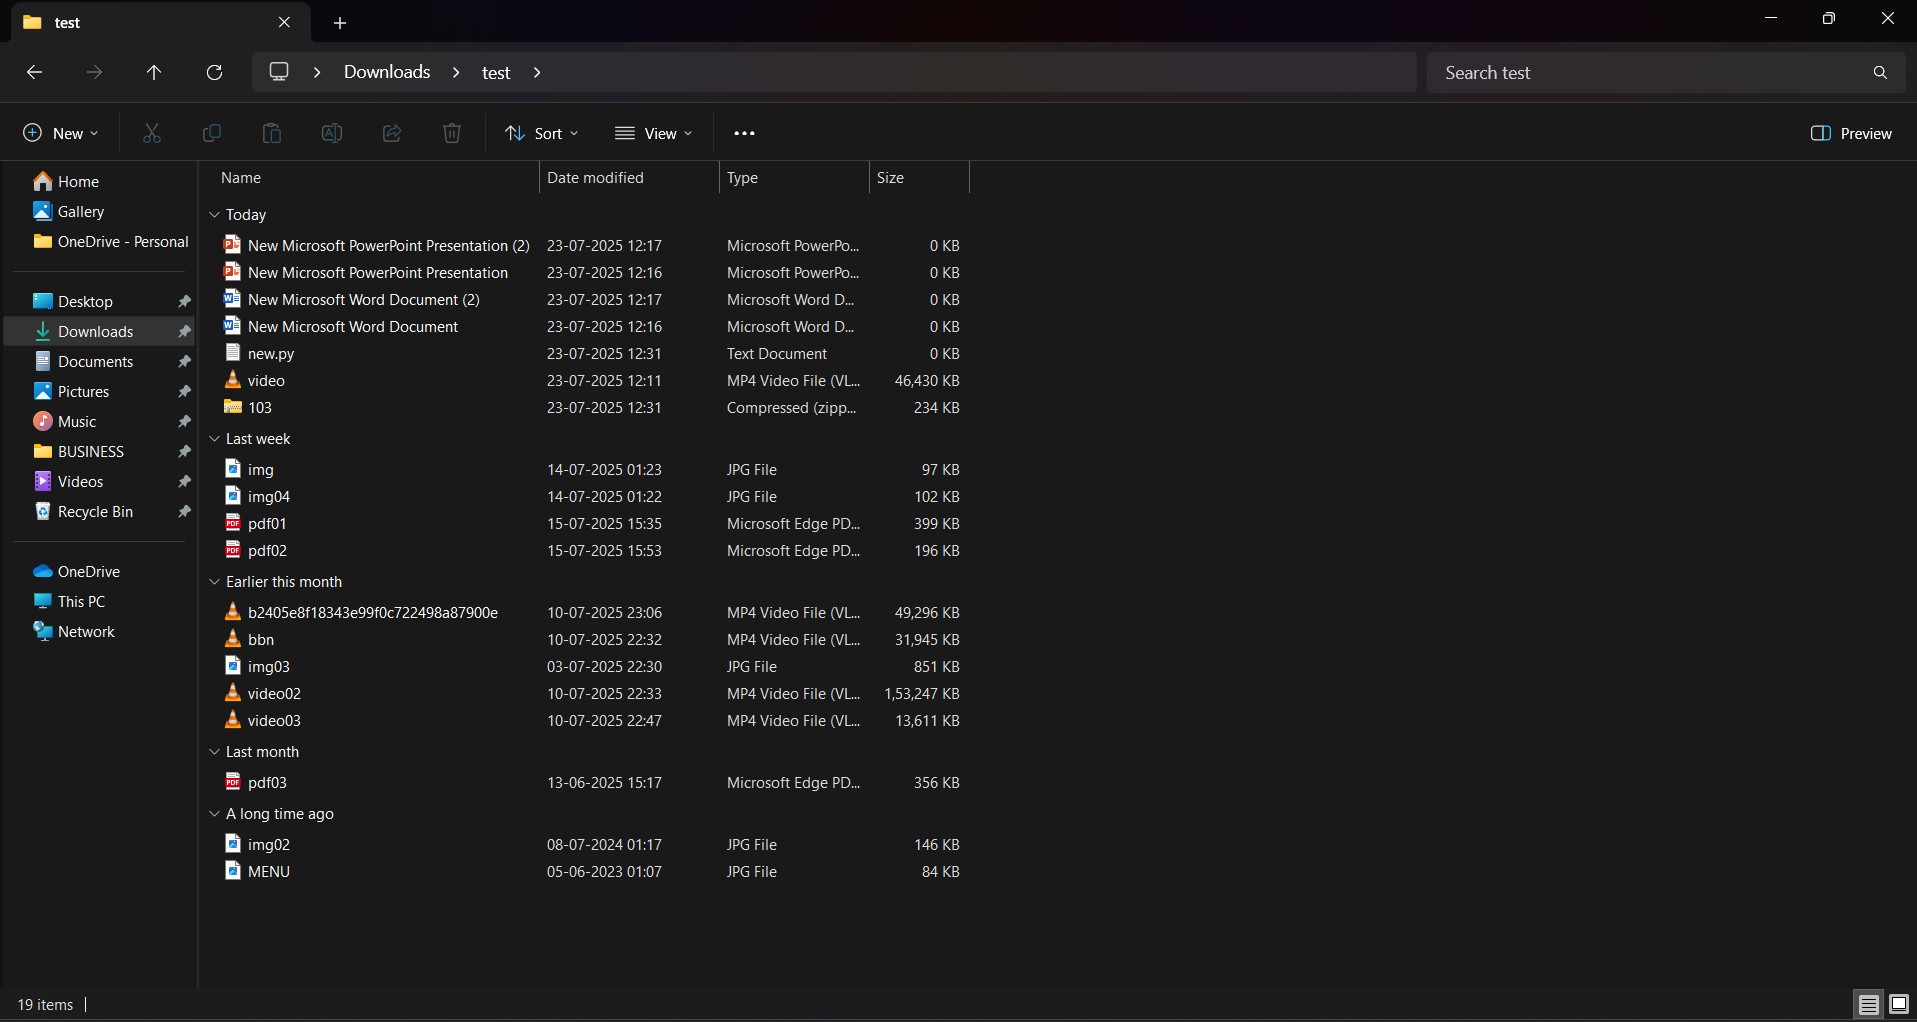 test
Downloads > test >
Search test
New
Sort
View
Preview
Home
Gallery
OneDrive - Personal
Desktop
Downloads
Documents
Pictures
Music
BUSINESS
Videos
Recycle Bin
OneDrive
This PC
Network
Name Date modified Type Size
Today
New Microsoft PowerPoint Presentation (2) 23-07-2025 12:17 Microsoft PowerPo... 0 KB
New Microsoft PowerPoint Presentation 23-07-2025 12:16 Microsoft PowerPo... 0 KB
New Microsoft Word Document (2) 23-07-2025 12:17 Microsoft Word D... 0 KB
New Microsoft Word Document 23-07-2025 12:16 Microsoft Word D... 0 KB
new.py 23-07-2025 12:31 Text Document 0 KB
video 23-07-2025 12:11 MP4 Video File (VL... 46,430 KB
103 23-07-2025 12:31 Compressed (zipp... 234 KB
Last week
img 14-07-2025 01:23 JPG File 97 KB
img04 14-07-2025 01:22 JPG File 102 KB
pdf01 15-07-2025 15:35 Microsoft Edge PD... 399 KB
pdf02 15-07-2025 15:53 Microsoft Edge PD... 196 KB
Earlier this month
b2405e8f18343e99f0c722498a87900e 10-07-2025 23:06 MP4 Video File (VL... 49,296 KB
bbn 10-07-2025 22:32 MP4 Video File (VL... 31,945 KB
img03 03-07-2025 22:30 JPG File 851 KB
video02 10-07-2025 22:33 MP4 Video File (VL... 1,53,247 KB
video03 10-07-2025 22:47 MP4 Video File (VL... 13,611 KB
Last month
pdf03 13-06-2025 15:17 Microsoft Edge PD... 356 KB
A long time ago
img02 08-07-2024 01:17 JPG File 146 KB
MENU 05-06-2023 01:07 JPG File 84 KB
19 items